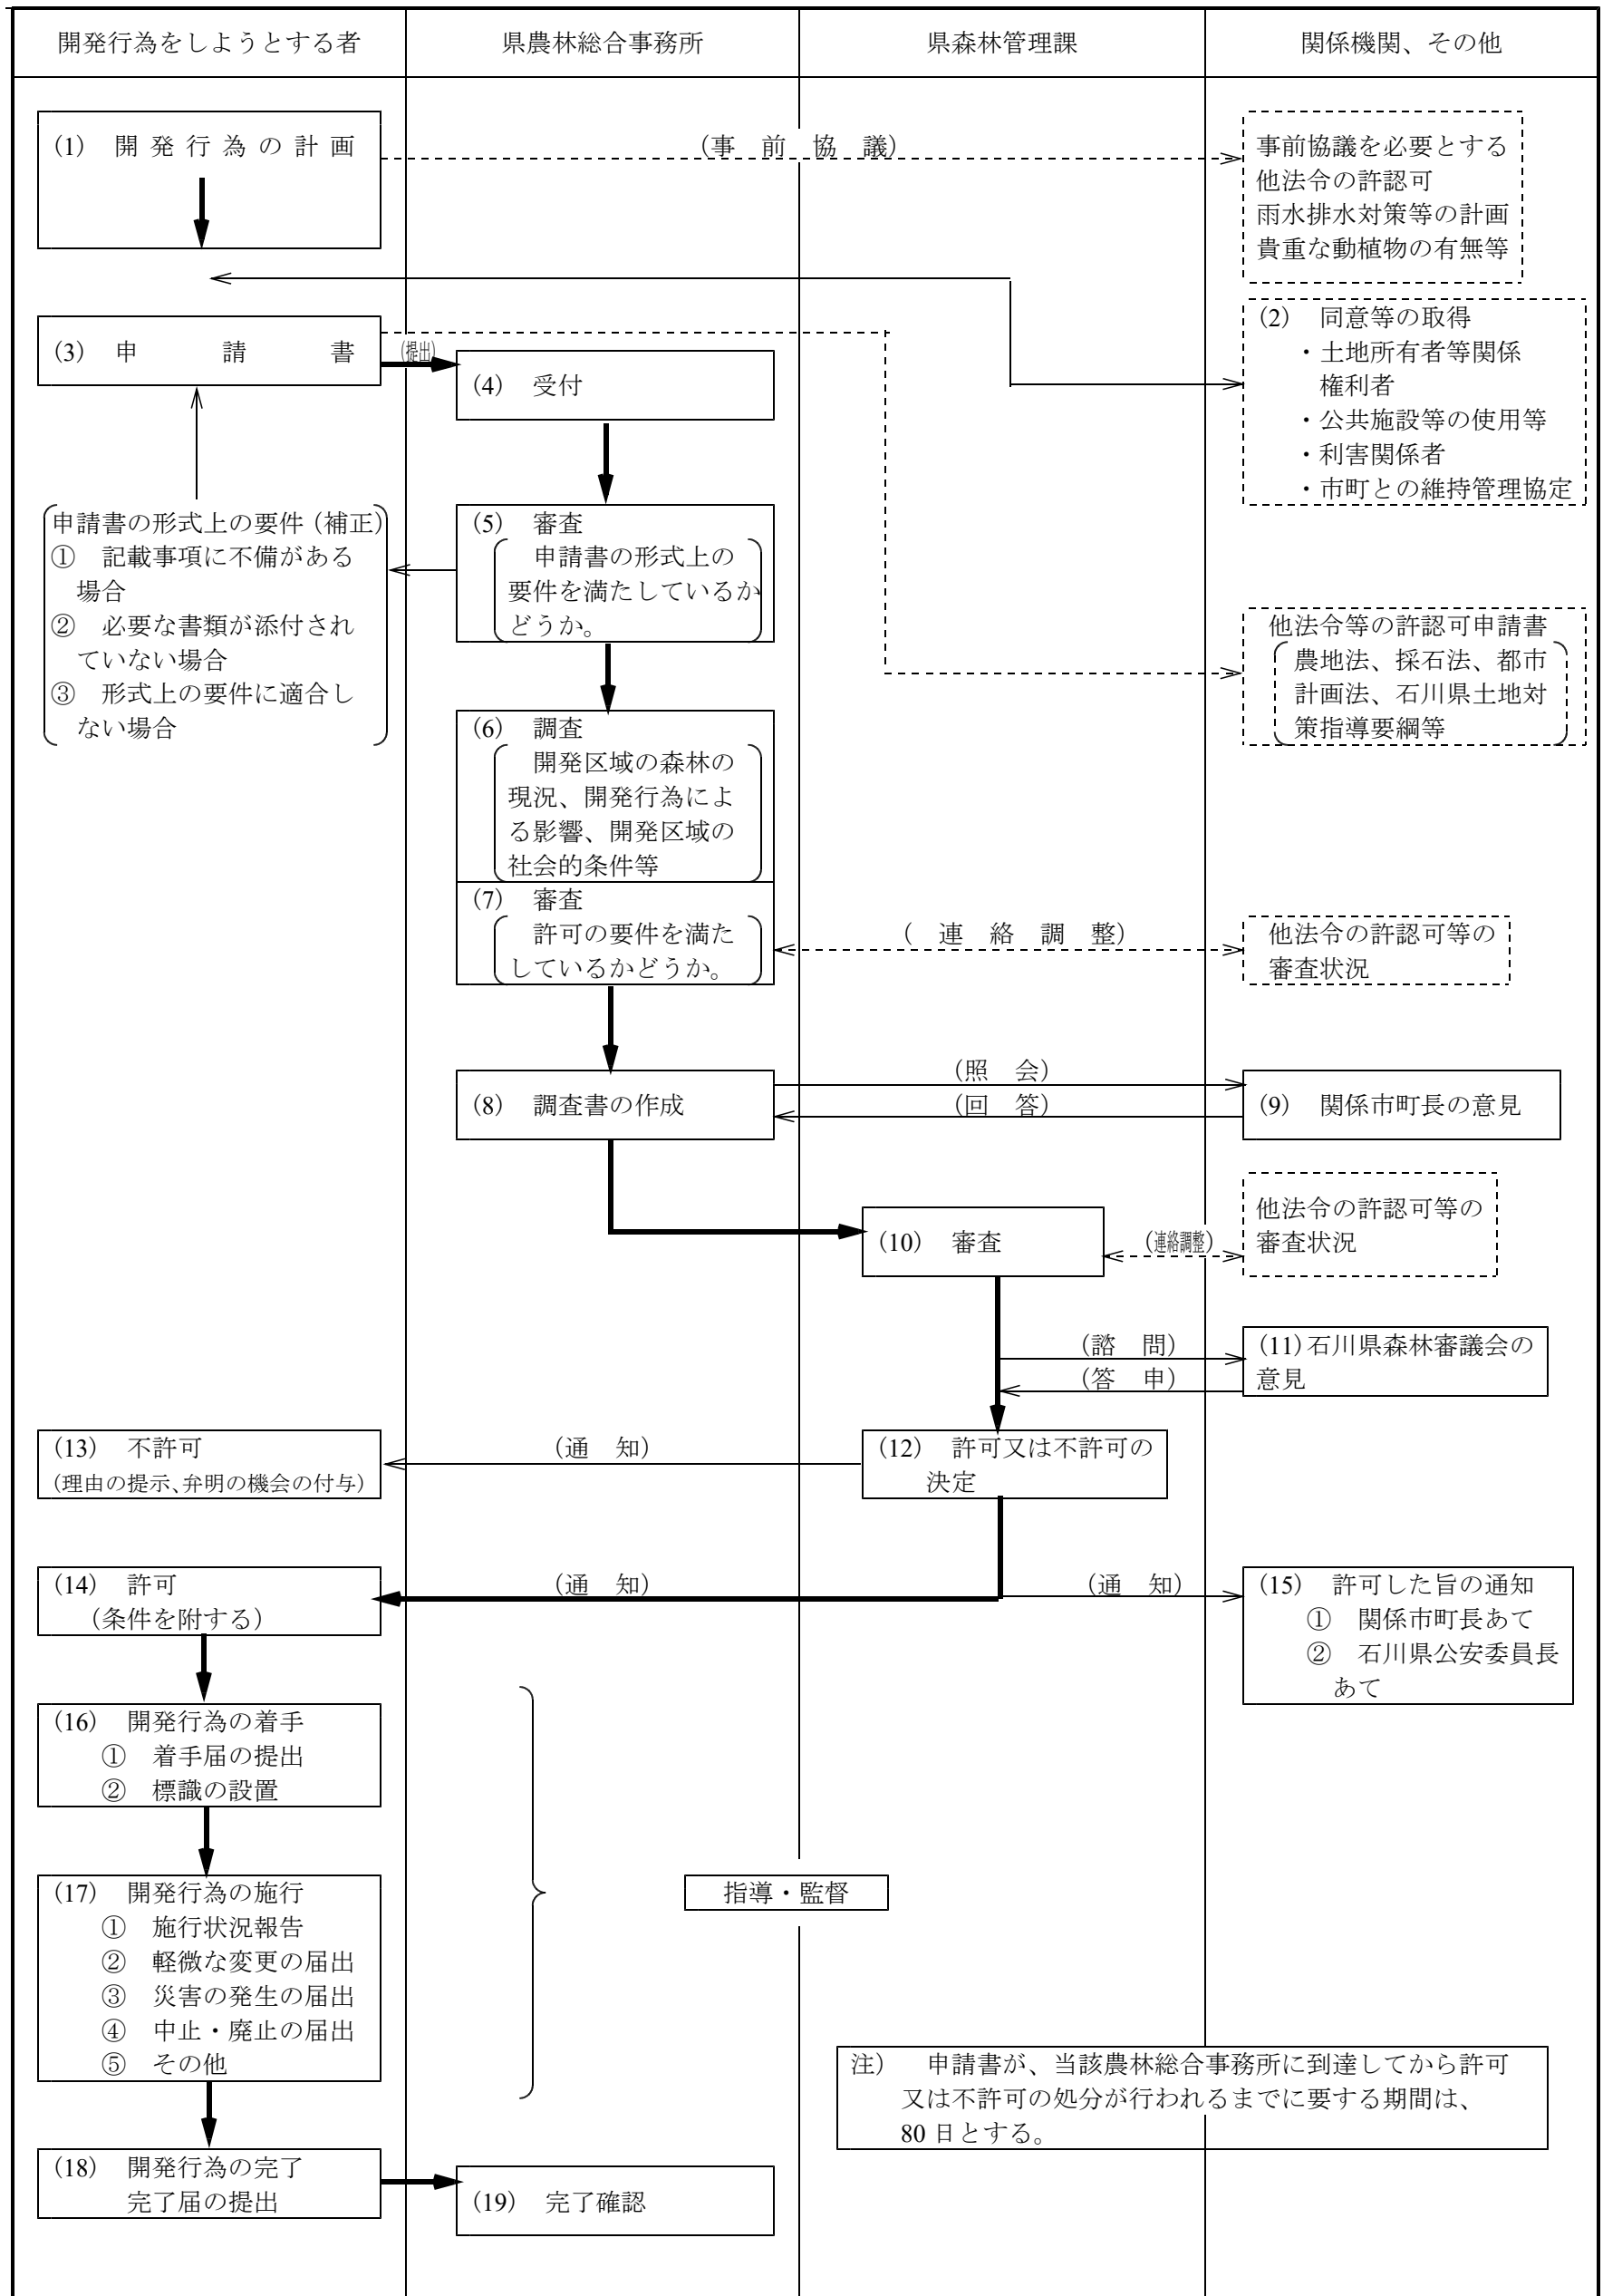 開発行為をしようとする者
県農林総合事務所
県森林管理課
関係機関、その他
(1) 開発行為の計画
(事 前 協 議)
事前協議を必要とする
他法令の許認可
雨水排水対策等の計画
貴重な動植物の有無等
(2) 同意等の取得
・土地所有者等関係
権利者
・公共施設等の使用等
・利害関係者
・市町との維持管理協定
(3) 申 請 書
(提出)
(4) 受付
申請書の形式上の要件(補正)
① 記載事項に不備がある
場合
② 必要な書類が添付され
ていない場合
③ 形式上の要件に適合し
ない場合
(5) 審査
申請書の形式上の
要件を満たしているか
どうか。
他法令等の許認可申請書
農地法、採石法、都市
計画法、石川県土地対
策指導要綱等
(6) 調査
開発区域の森林の
現況、開発行為によ
る影響、開発区域の
社会的条件等
(7) 審査
許可の要件を満た
しているかどうか。
( 連 絡 調 整)
他法令の許認可等の
審査状況
(8) 調査書の作成
(照 会)
(回 答)
(9) 関係市町長の意見
(10) 審査
(連絡調整)
他法令の許認可等の
審査状況
(諮 問)
(答 申)
(11)石川県森林審議会の
意見
(12) 許可又は不許可の
決定
(通 知)
(13) 不許可
(理由の提示、弁明の機会の付与)
(14) 許可
(条件を附する)
(通 知)
(通 知)
(15) 許可した旨の通知
① 関係市町長あて
② 石川県公安委員長
あて
(16) 開発行為の着手
① 着手届の提出
② 標識の設置
(17) 開発行為の施行
① 施行状況報告
② 軽微な変更の届出
③ 災害の発生の届出
④ 中止・廃止の届出
⑤ その他
指導・監督
注) 申請書が、当該農林総合事務所に到達してから許可
又は不許可の処分が行われるまでに要する期間は、
80日とする。
(18) 開発行為の完了
完了届の提出
(19) 完了確認